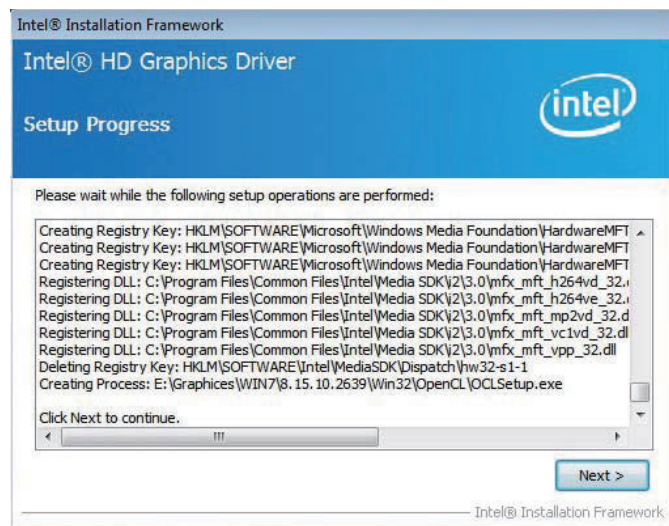 Intel® Installation Framework
Intel® HD Graphics Driver
intel
Setup Progress
Please wait while the following setup operations are performed:
Creating Registry Key: HKLM\SOFTWARE\Microsoft\Windows Media Foundation\HardwareMFT
Creating Registry Key: HKLM\SOFTWARE\Microsoft\Windows Media Foundation\HardwareMFT
Creating Registry Key: HKLM\SOFTWARE\Microsoft\Windows Media Foundation\HardwareMFT
Registering DLL: C:\Program Files\Common Files\Intel\Media SDK\i2\3.0\mfx_mft_h264vd_32.
Registering DLL: C:\Program Files\Common Files\Intel\Media SDK\i2\3.0\mfx_mft_h264ve_32.
Registering DLL: C:\Program Files\Common Files\Intel\Media SDK\i2\3.0\mfx_mft_mp2vd_32.d
Registering DLL: C:\Program Files\Common Files\Intel\Media SDK\i2\3.0\mfx_mft_vc1vd_32.dl
Registering DLL: C:\Program Files\Common Files\Intel\Media SDK\i2\3.0\mfx_mft_vpp_32.dll
Deleting Registry Key: HKLM\SOFTWARE\Intel\MediaSDK\Dispatch\hw32-s1-1
Creating Process: E:\Graphices\WIN7\8.15.10.2639\Win32\OpenCL\OCLSetup.exe
Click Next to continue.
Next >
Intel® Installation Framework